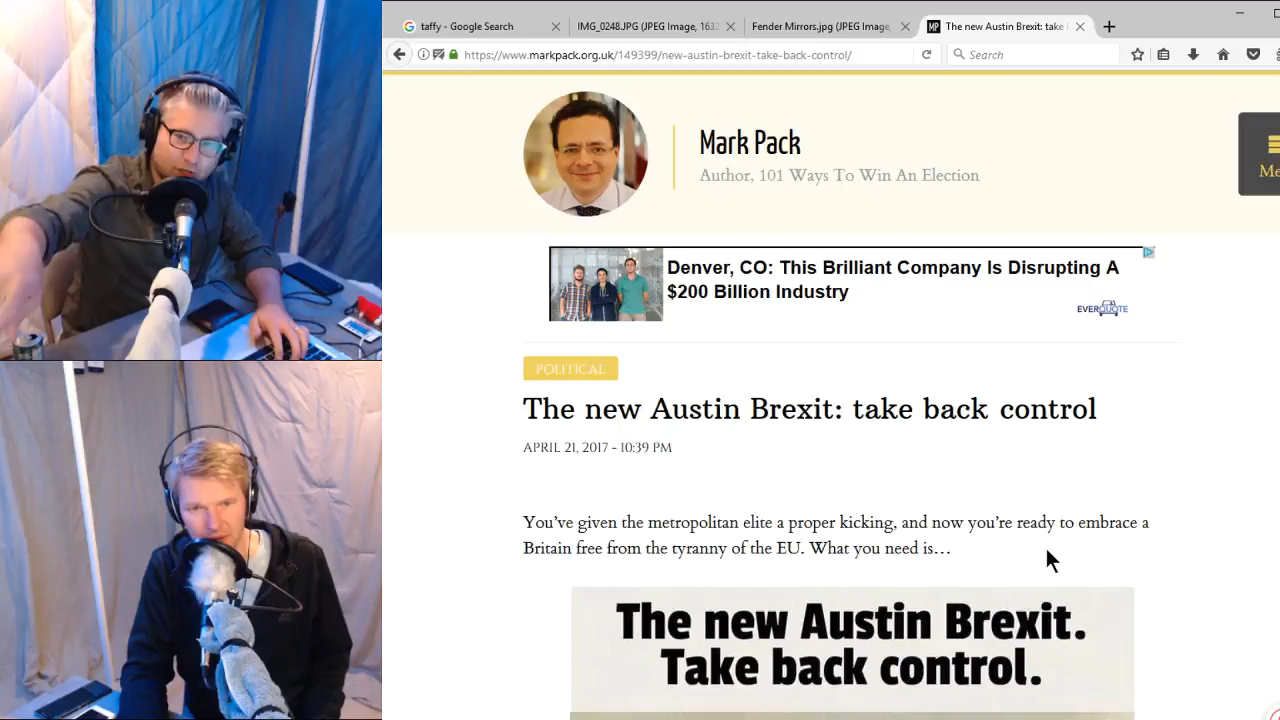 taffy - Google Search
IMG_0248.JPG (JPEG Image, 1632
Fender Mirrors.jpg (JPEG Image,
MP
The new Austin Brexit: take
https://www.markpack.org.uk/149399/new-austin-brexit-take-back-control/
Search
Mark Pack
Author, 101 Ways To Win An Election
Me
Denver, CO: This Brilliant Company Is Disrupting A
$200 Billion Industry
EVERQUOTE
POLITICAL
The new Austin Brexit: take back control
APRIL 21, 2017 - 10:39 PM
You've given the metropolitan elite a proper kicking, and now you're ready to embrace a
Britain free from the tyranny of the EU. What you need is…
The new Austin Brexit.
Take back control.